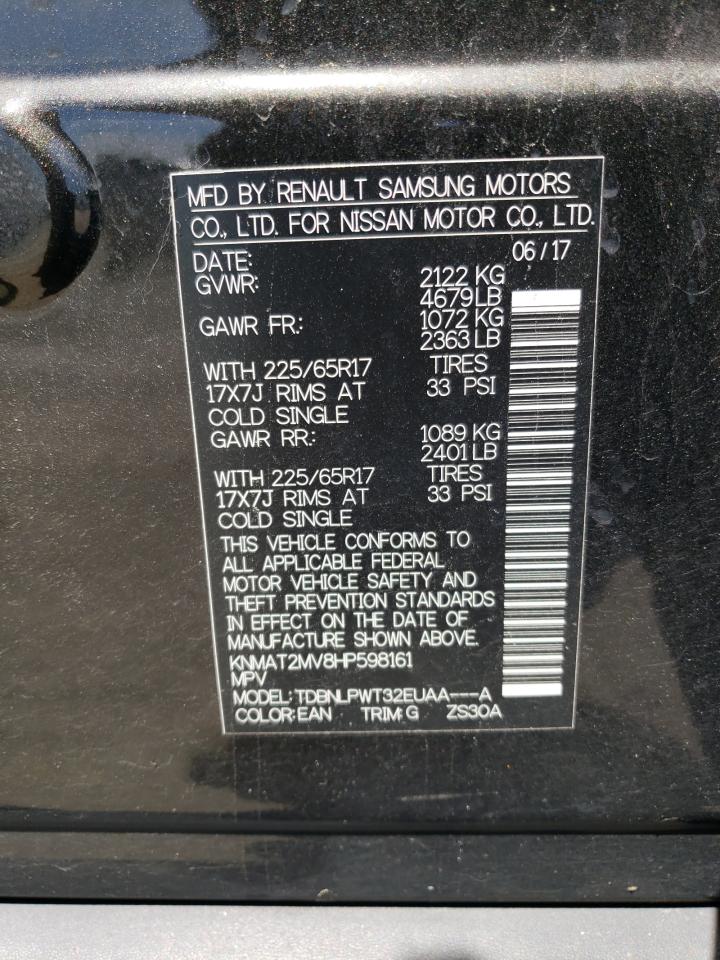 MFD BY RENAULT SAMSUNG MOTORS
CO., LTD. FOR NISSAN MOTOR CO., LTD.
DATE: 06/17
GVWR: 2122 KG
4679LB
GAWR FR: 1072 KG
2363 LB
WITH 225/65R17 TIRES
17X7J RIMS AT 33 PSI
COLD SINGLE
GAWR RR: 1089 KG
2401 LB
WITH 225/65R17 TIRES
17X7J RIMS AT 33 PSI
COLD SINGLE
THIS VEHICLE CONFORMS TO
ALL APPLICABLE FEDERAL
MOTOR VEHICLE SAFETY AND
THEFT PREVENTION STANDARDS
IN EFFECT ON THE DATE OF
MANUFACTURE SHOWN ABOVE.
KNMAT2MV8HP598161
MPV
MODEL: TDBNLPWT32EUAA---A
COLOR: EAN TRIM: G ZS30A